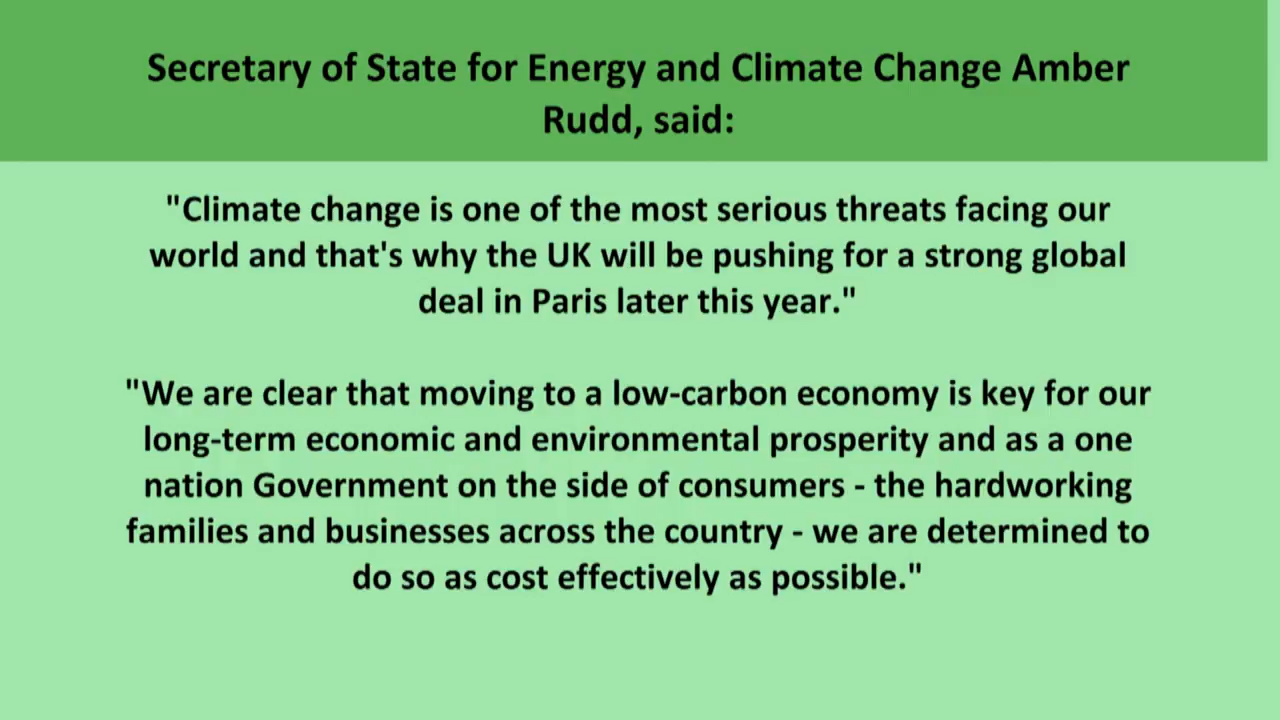 Secretary of State for Energy and Climate Change Amber
Rudd, said:
"Climate change is one of the most serious threats facing our
world and that's why the UK will be pushing for a strong global
deal in Paris later this year."
"We are clear that moving to a low-carbon economy is key for our
long-term economic and environmental prosperity and as a one
nation Government on the side of consumers - the hardworking
families and businesses across the country - we are determined to
do so as cost effectively as possible."